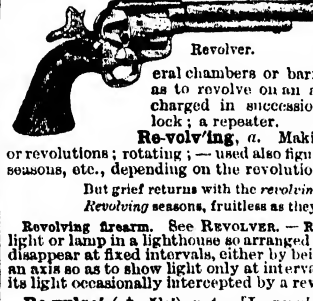 Revolver.
eral chambers or bar
as to revolve on an a
charged in successio
lock ; a repeater.
Re-volv'ing, a. Maki
or revolutions ; rotating ; — used also figu
seasons, etc., depending on the revolutio
But grief returns with the revolvin
Revolving seasons, fruitless as they
Revolving firearm. See REVOLVER. — R
light or lamp in a lighthouse so arranged
disappear at fixed intervals, either by bei
an axis so as to show light only at interva
its light occasionally intercepted by a rev